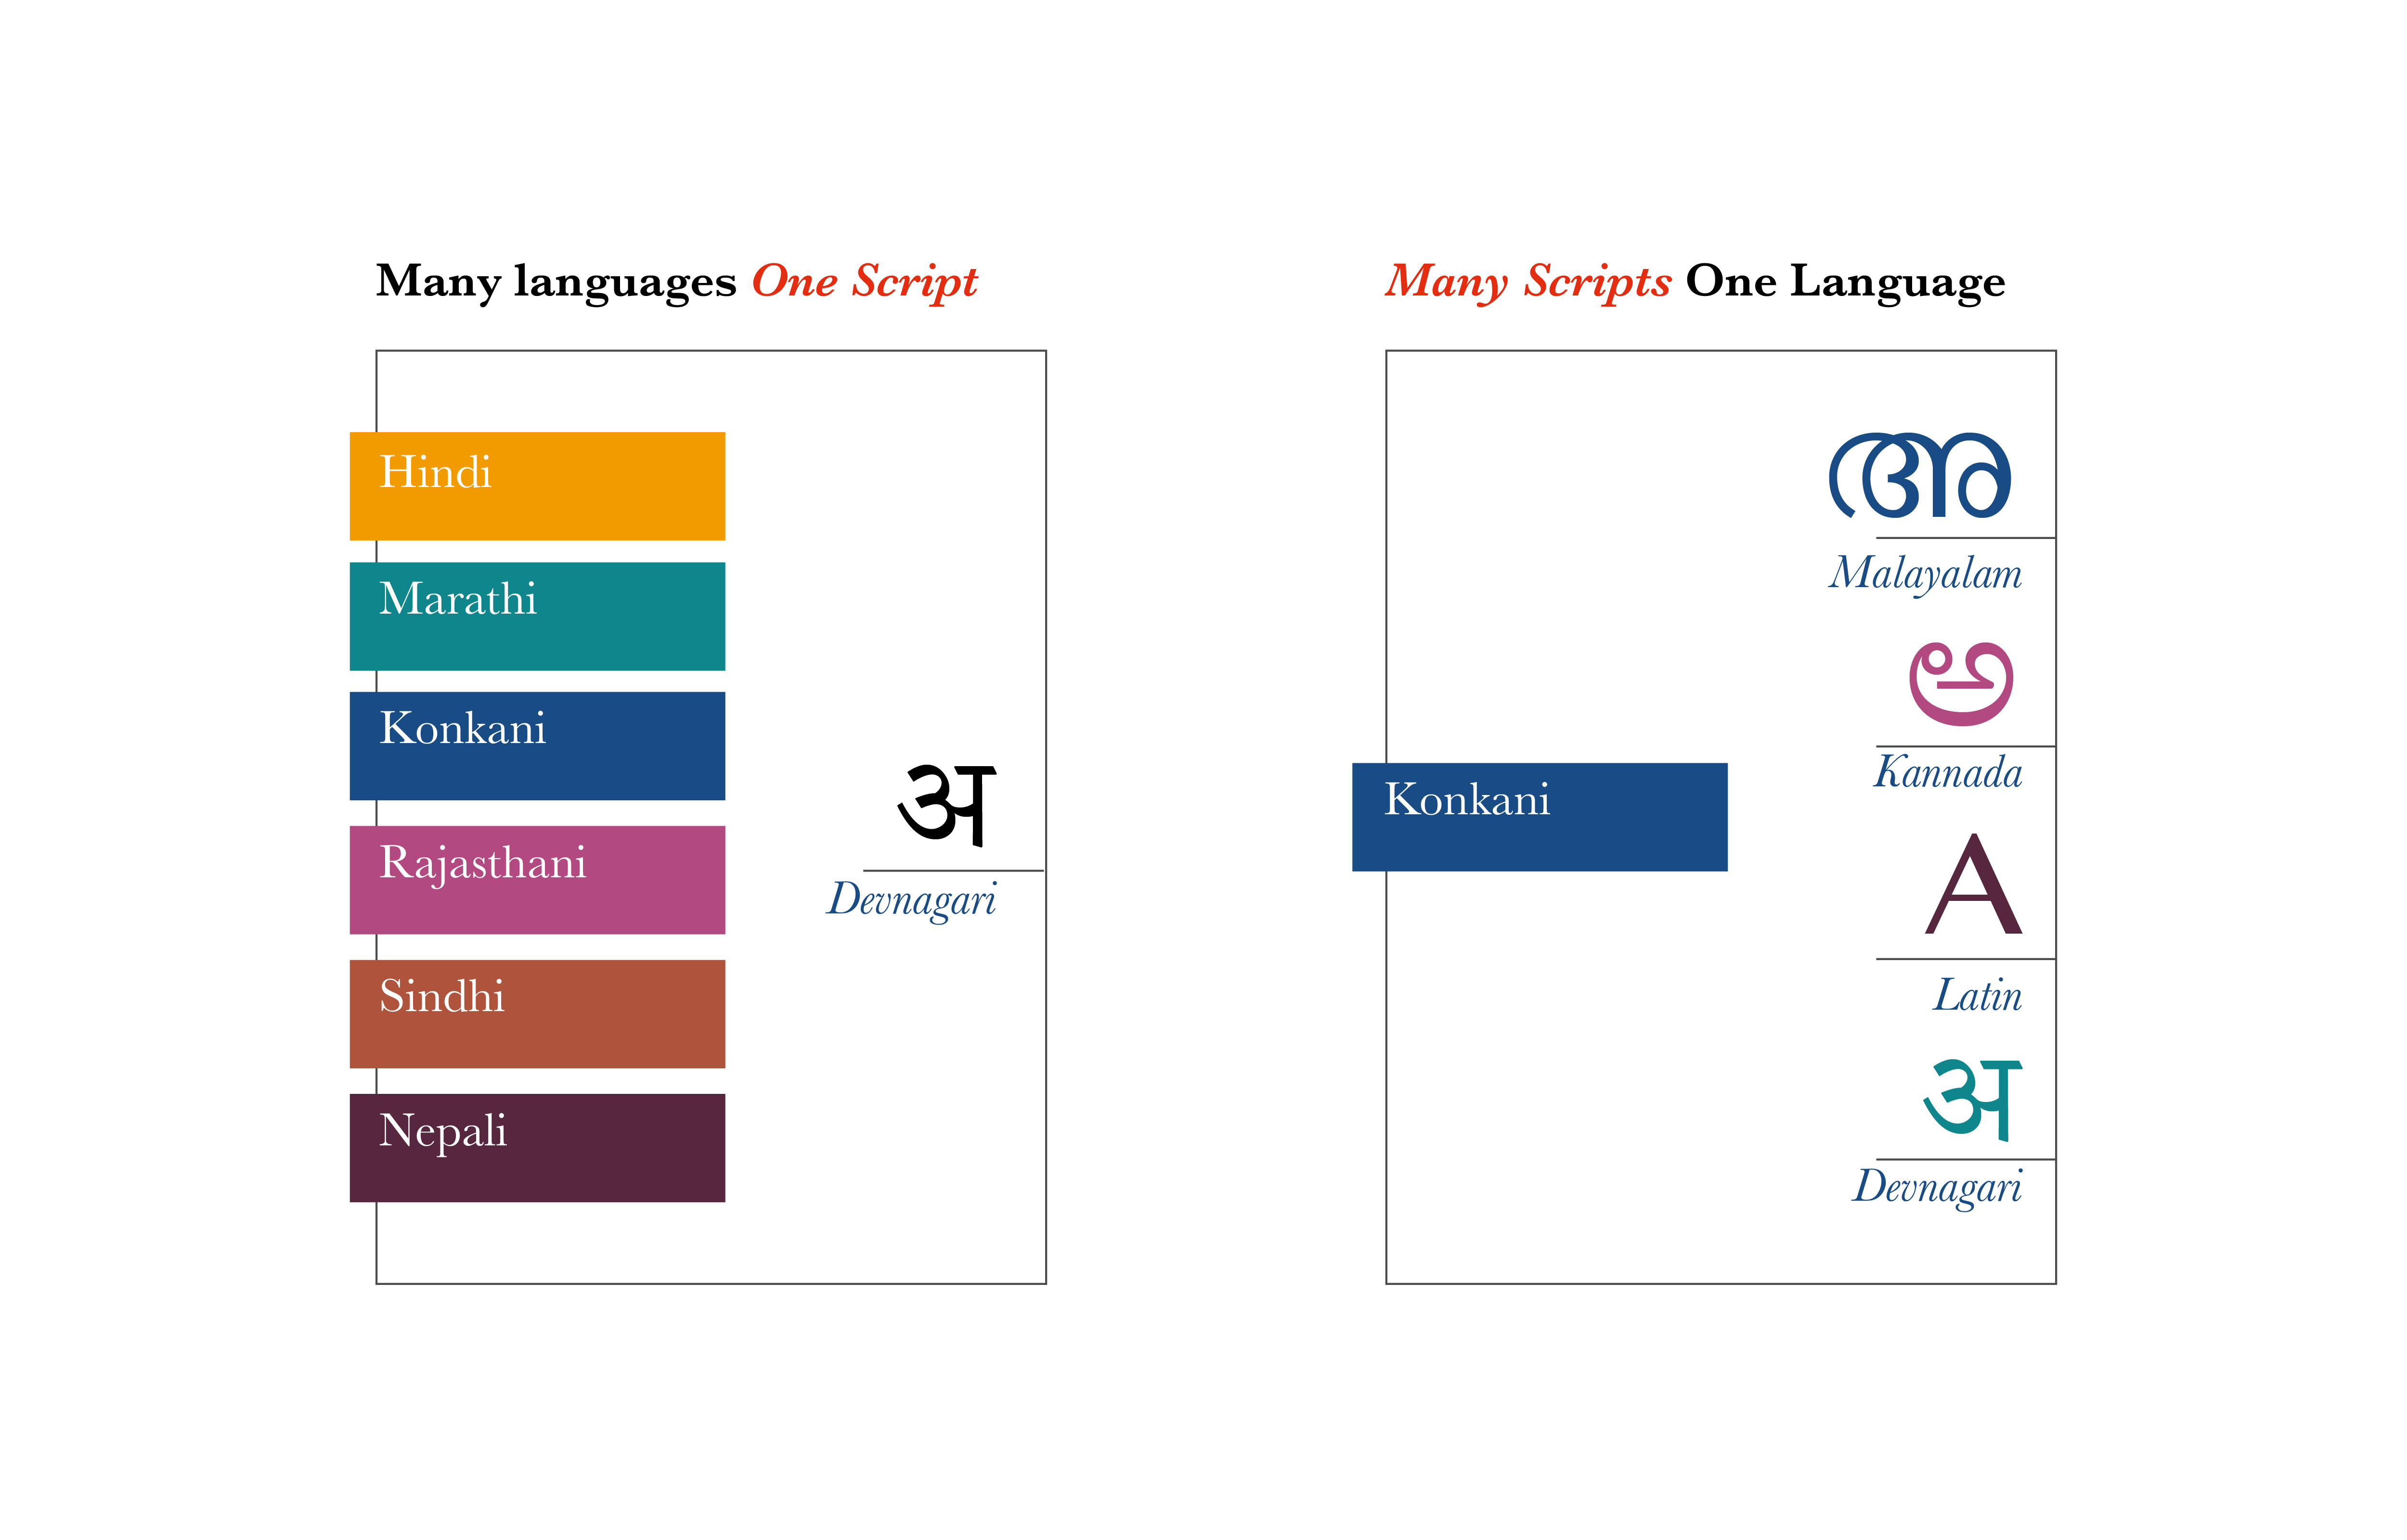 Many languages One Script
Hindi
Marathi
Konkani
Rajasthani
Sindhi
Nepali
अ
Devnagari
Many Scripts One Language
Konkani
അ
Malayalam
ಅ
Kannada
A
Latin
अ
Devnagari